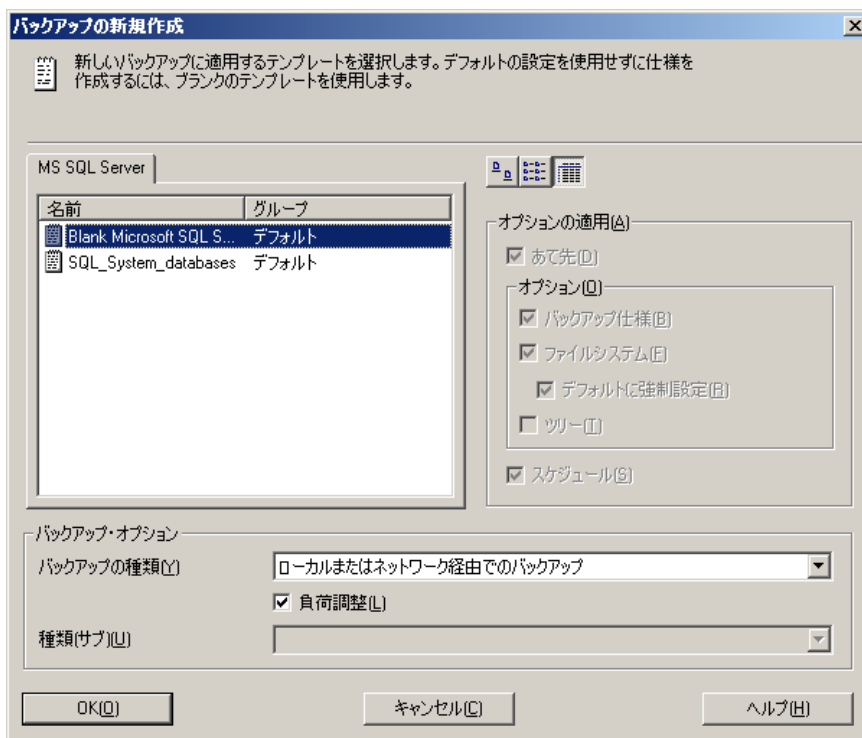 バックアップの新規作成
新しいバックアップに適用するテンプレートを選択します。デフォルトの設定を使用せずに仕様を
作成するには、ブランクのテンプレートを使用します。
MS SQL Server
名前 グループ
Blank Microsoft SQL S... デフォルト
SQL_System_databases デフォルト
オプションの適用(A)
あて先(D)
オプション(O)
バックアップ仕様(B)
ファイルシステム(F)
デフォルトに強制設定(R)
ツリー(T)
スケジュール(S)
バックアップ・オプション
バックアップの種類(Y) ローカルまたはネットワーク経由でのバックアップ
負荷調整(L)
種類(サブ)(U)
OK(O) キャンセル(C) ヘルプ(H)